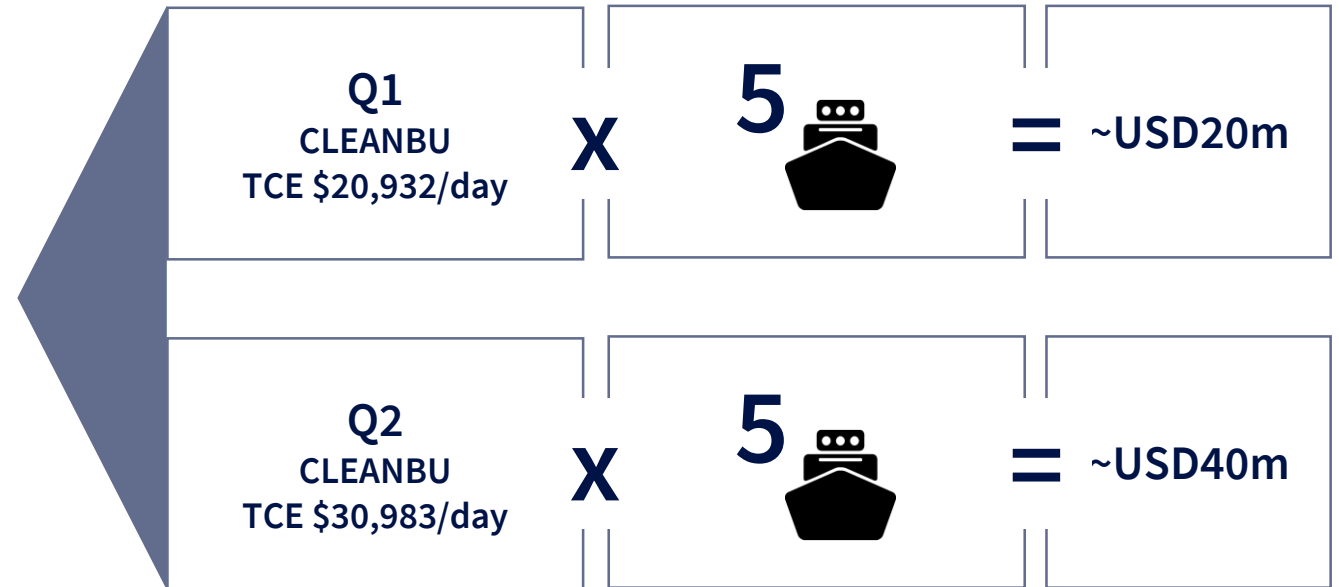 Q1
CLEANBU
TCE $20,932/day
x
5
=
~USD20m
Q2
CLEANBU
TCE $30,983/day
x
5
=
~USD40m